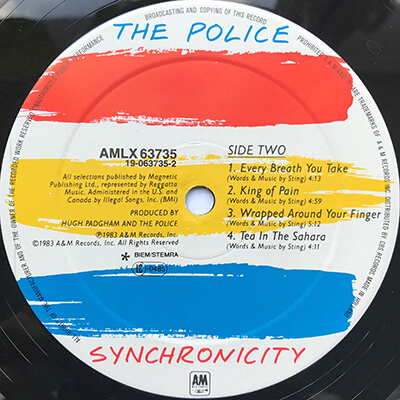 BROADCASTING AND COPYING OF THIS RECORD
THE POLICE
AMLX 63735
19-063735-2
All selections published by Magnetic
Publishing Ltd., represented by Reggatta
Music. Administered in the U.S. and
Canada by Illegal Songs, Inc. (BMI)
PRODUCED BY
HUGH PADGHAM AND THE POLICE
℗1983 A&M Records, Inc.
©1983 A&M Records, Inc. All Rights Reserved
BIEM/STEMRA
LC 0485
SIDE TWO
1. Every Breath You Take
(Words & Music by Sting) 4:13
2. King of Pain
(Words & Music by Sting) 4:59
3. Wrapped Around Your Finger
(Words & Music by Sting) 5:12
4. Tea In The Sahara
(Words & Music by Sting) 4:11
SYNCHRONICITY
AM